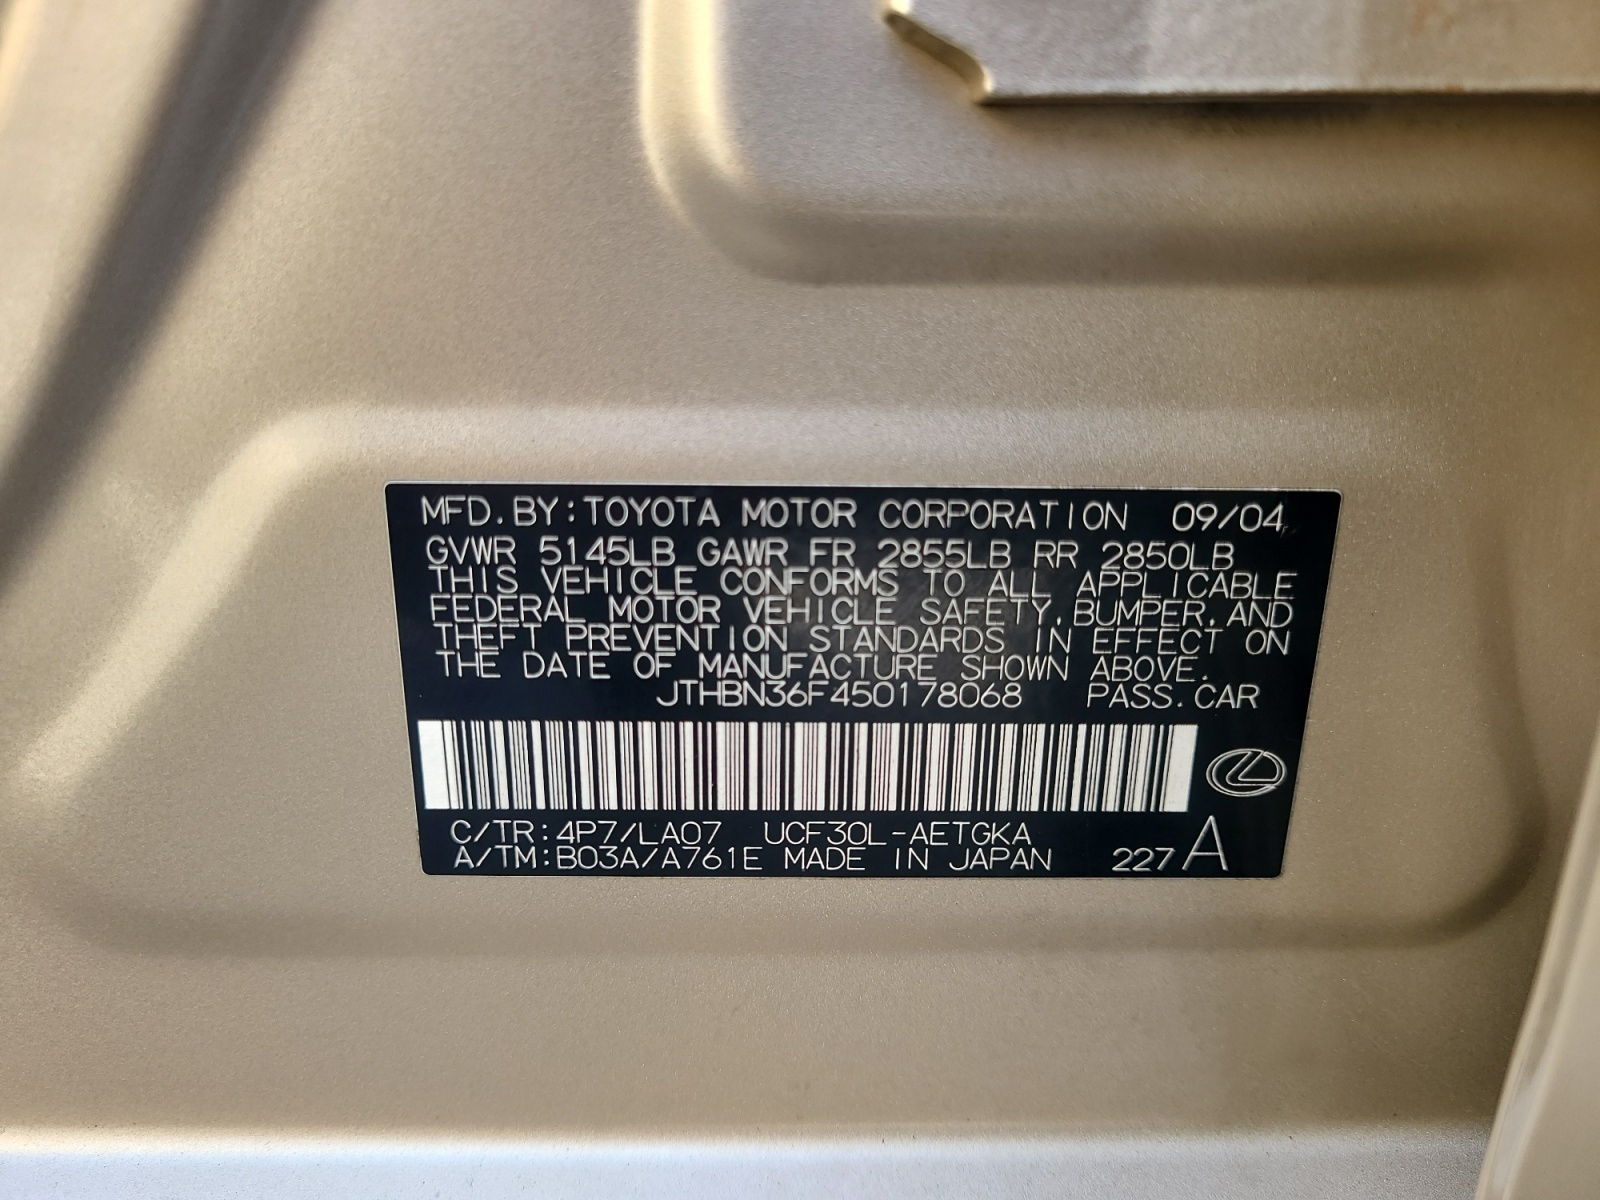 MFD. BY: TOYOTA MOTOR CORPORATION 09/04
GVWR 5145LB GAWR FR 2855LB RR 2850LB
THIS VEHICLE CONFORMS TO ALL APPLICABLE
FEDERAL MOTOR VEHICLE SAFETY, BUMPER, AND
THEFT PREVENTION STANDARDS IN EFFECT ON
THE DATE OF MANUFACTURE SHOWN ABOVE.
JTHBN36F450178068 PASS. CAR
C/TR: 4P7/LA07 UCF30L-AETGKA
A/TM: B03A/A761E MADE IN JAPAN 227 A